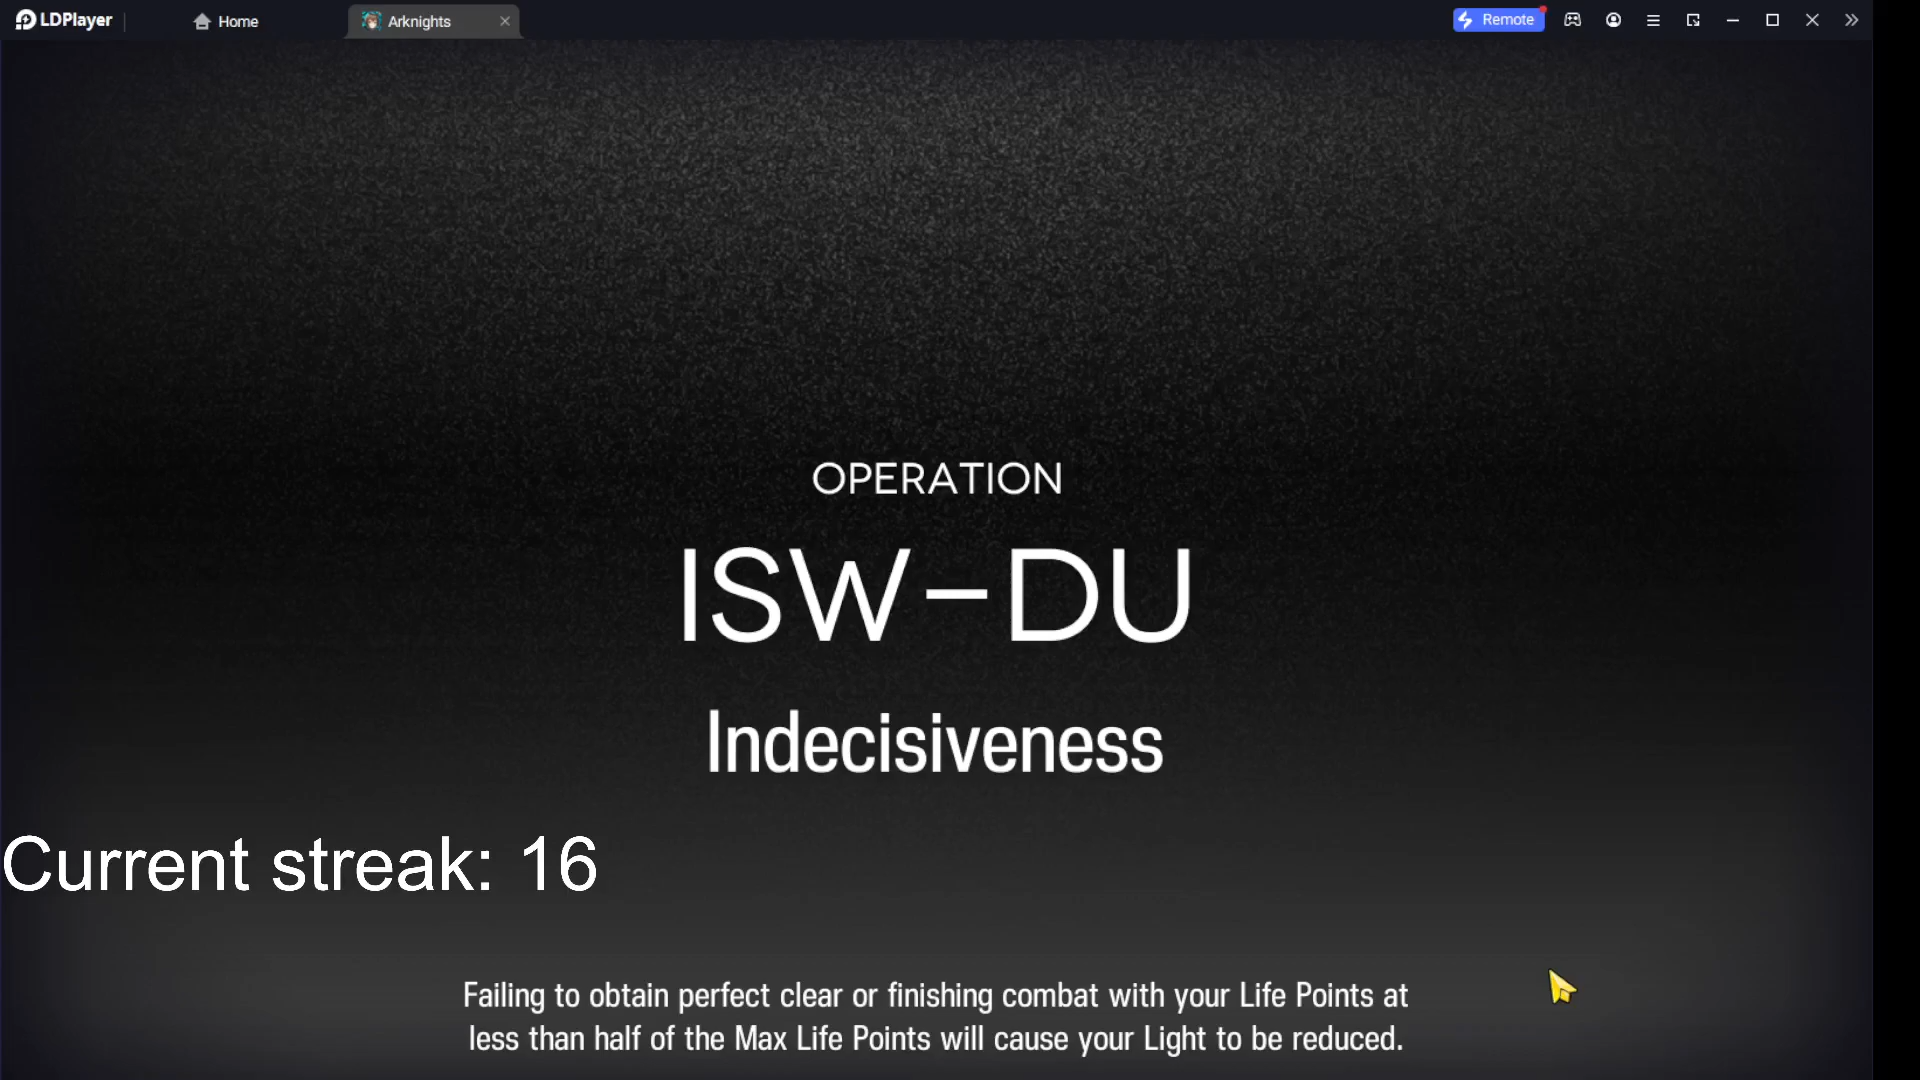 LDPlayer
Home
Arknights
Remote
OPERATION
ISW-DU
Indecisiveness
Current streak: 16
Failing to obtain perfect clear or finishing combat with your Life Points at
less than half of the Max Life Points will cause your Light to be reduced.